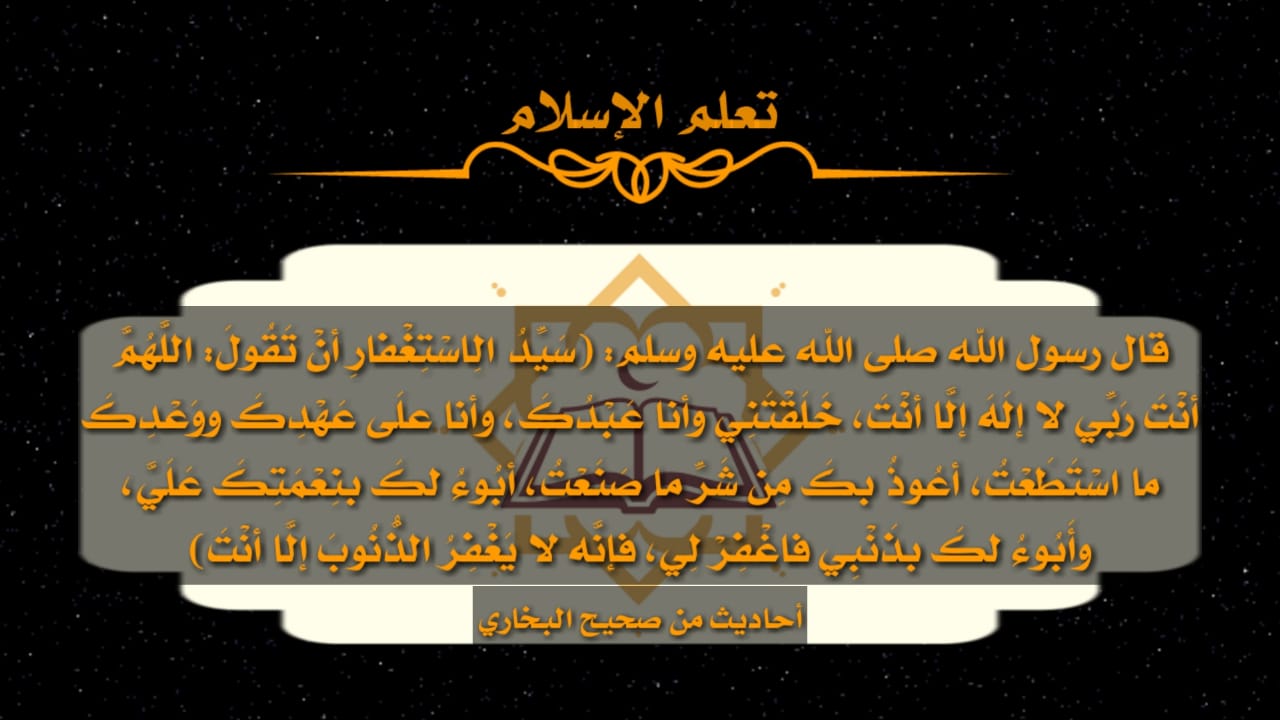 تعلم الإسلام
قال رسول الله صلى الله عليه وسلم: (سَيِّدُ الِاسْتِغْفارِ أنْ تَقُولَ: اللَّهُمَّ
أنْتَ رَبِّي لا إلَهَ إلَّا أنْتَ، خَلَقْتَنِي وأنا عَبْدُكَ، وأنا علَى عَهْدِكَ ووَعْدِكَ
ما اسْتَطَعْتُ، أعُوذُ بكَ مِن شَرِّ ما صَنَعْتُ، أبُوءُ لكَ بنِعْمَتِكَ عَلَيَّ،
وأَبُوءُ لكَ بذَنْبِي فاغْفِرْ لِي، فإنَّه لا يَغْفِرُ الذُّنُوبَ إلَّا أنْتَ)
أحاديث من صحيح البخاري